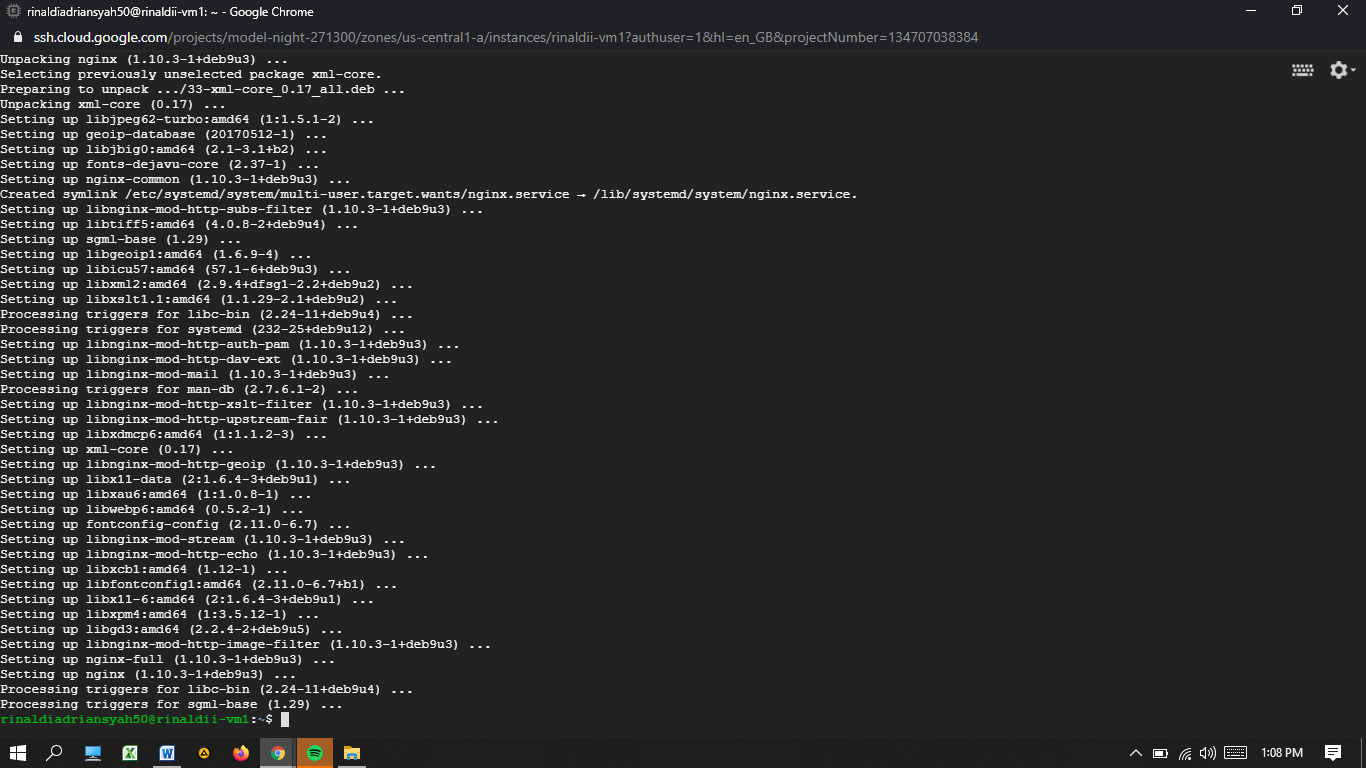 rinaldiadriansyah50@rinaldii-vm1: ~ - Google Chrome
ssh.cloud.google.com/projects/model-night-271300/zones/us-central1-a/instances/rinaldii-vm1?authuser=1&hl=en_GB&projectNumber=134707038384
Unpacking nginx (1.10.3-1+deb9u3) ...
Selecting previously unselected package xml-core.
Preparing to unpack .../33-xml-core_0.17_all.deb ...
Unpacking xml-core (0.17) ...
Setting up libjpeg62-turbo:amd64 (1:1.5.1-2) ...
Setting up geoip-database (20170512-1) ...
Setting up libjbig0:amd64 (2.1-3.1+b2) ...
Setting up fonts-dejavu-core (2.37-1) ...
Setting up nginx-common (1.10.3-1+deb9u3) ...
Created symlink /etc/systemd/system/multi-user.target.wants/nginx.service → /lib/systemd/system/nginx.service.
Setting up libnginx-mod-http-subs-filter (1.10.3-1+deb9u3) ...
Setting up libtiff5:amd64 (4.0.8-2+deb9u4) ...
Setting up sgml-base (1.29) ...
Setting up libgeoip1:amd64 (1.6.9-4) ...
Setting up libicu57:amd64 (57.1-6+deb9u3) ...
Setting up libxml2:amd64 (2.9.4+dfsg1-2.2+deb9u2) ...
Setting up libxslt1.1:amd64 (1.1.29-2.1+deb9u2) ...
Processing triggers for libc-bin (2.24-11+deb9u4) ...
Processing triggers for systemd (232-25+deb9u12) ...
Setting up libnginx-mod-http-auth-pam (1.10.3-1+deb9u3) ...
Setting up libnginx-mod-http-dav-ext (1.10.3-1+deb9u3) ...
Setting up libnginx-mod-mail (1.10.3-1+deb9u3) ...
Processing triggers for man-db (2.7.6.1-2) ...
Setting up libnginx-mod-http-xslt-filter (1.10.3-1+deb9u3) ...
Setting up libnginx-mod-http-upstream-fair (1.10.3-1+deb9u3) ...
Setting up libxdmcp6:amd64 (1:1.1.2-3) ...
Setting up xml-core (0.17) ...
Setting up libnginx-mod-http-geoip (1.10.3-1+deb9u3) ...
Setting up libx11-data (2:1.6.4-3+deb9u1) ...
Setting up libxau6:amd64 (1:1.0.8-1) ...
Setting up libwebp6:amd64 (0.5.2-1) ...
Setting up fontconfig-config (2.11.0-6.7) ...
Setting up libnginx-mod-stream (1.10.3-1+deb9u3) ...
Setting up libnginx-mod-http-echo (1.10.3-1+deb9u3) ...
Setting up libxcb1:amd64 (1.12-1) ...
Setting up libfontconfig1:amd64 (2.11.0-6.7+b1) ...
Setting up libx11-6:amd64 (2:1.6.4-3+deb9u1) ...
Setting up libxpm4:amd64 (1:3.5.12-1) ...
Setting up libgd3:amd64 (2.2.4-2+deb9u5) ...
Setting up libnginx-mod-http-image-filter (1.10.3-1+deb9u3) ...
Setting up nginx-full (1.10.3-1+deb9u3) ...
Setting up nginx (1.10.3-1+deb9u3) ...
Processing triggers for libc-bin (2.24-11+deb9u4) ...
Processing triggers for sgml-base (1.29) ...
rinaldiadriansyah50@rinaldii-vm1:~$
1:08 PM